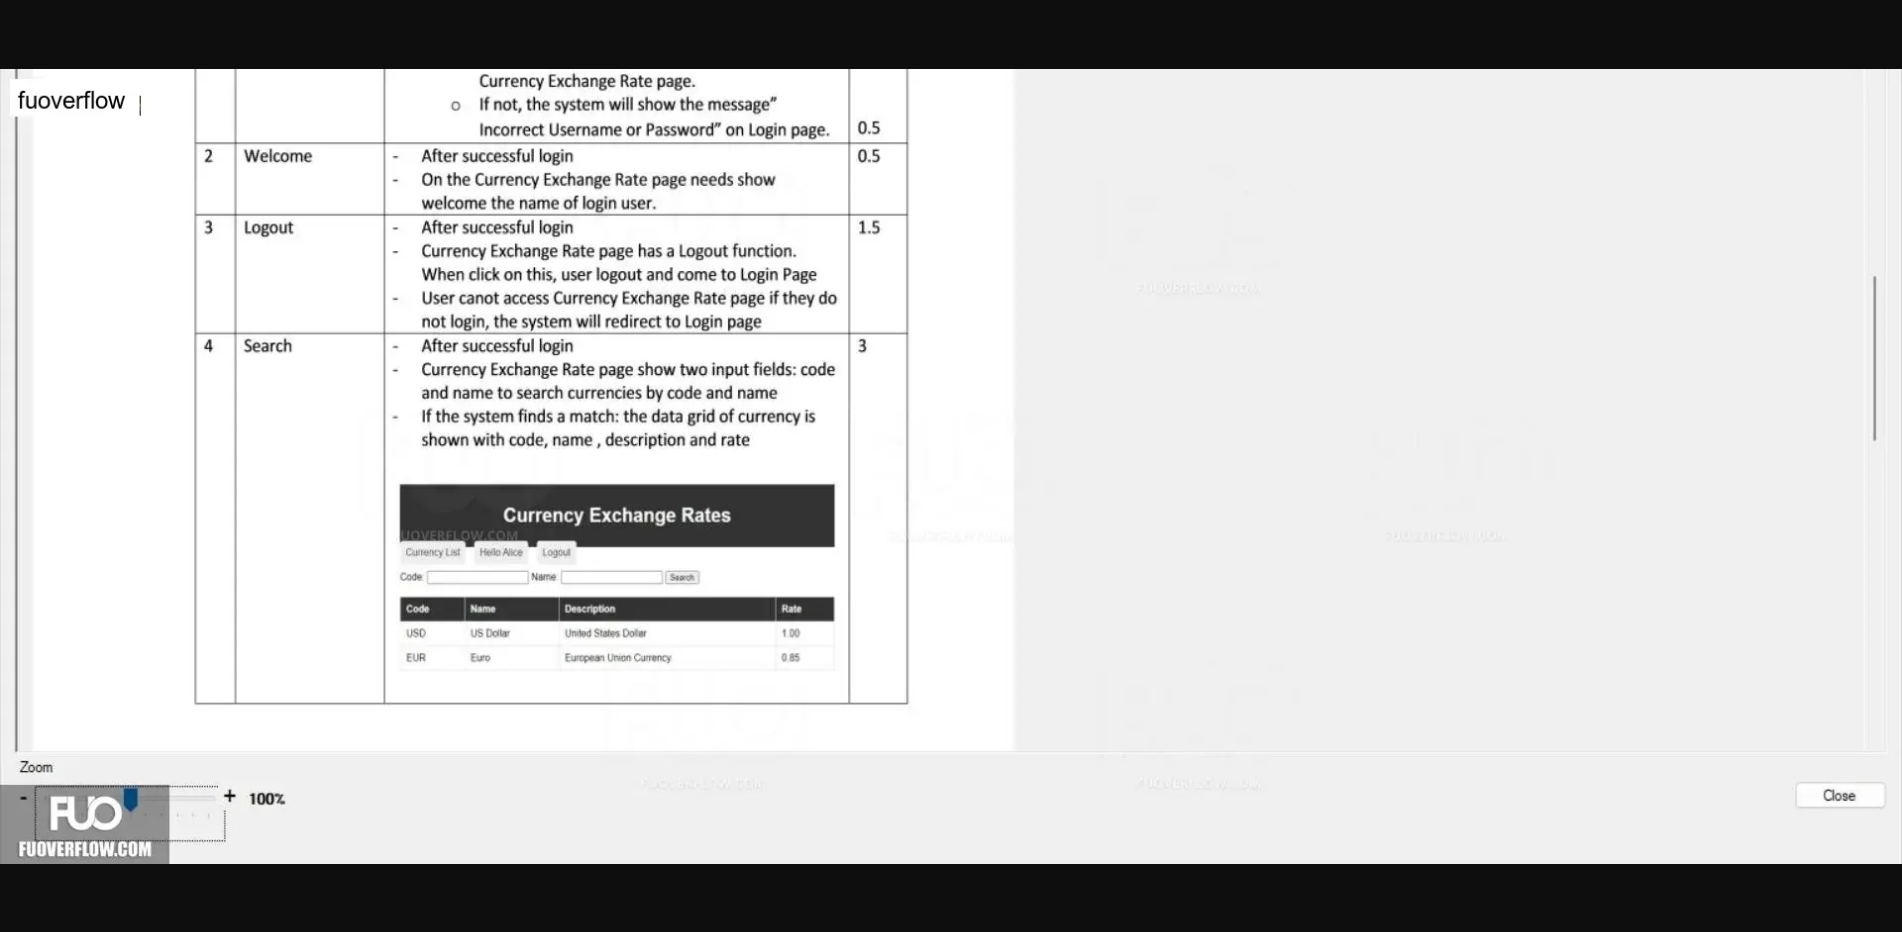 fuoverflow
Currency Exchange Rate page.
o If not, the system will show the message”
Incorrect Username or Password” on Login page. 0.5
2 Welcome - After successful login 0.5
- On the Currency Exchange Rate page needs show
welcome the name of login user.
3 Logout - After successful login 1.5
- Currency Exchange Rate page has a Logout function.
When click on this, user logout and come to Login Page
- User canot access Currency Exchange Rate page if they do
not login, the system will redirect to Login page
4 Search - After successful login 3
- Currency Exchange Rate page show two input fields: code
and name to search currencies by code and name
- If the system finds a match: the data grid of currency is
shown with code, name , description and rate
Currency Exchange Rates
UOVERFLOW.COM
Currency List Hello Alice Logout
Code: Name: Search
Code Name Description Rate
USD US Dollar United States Dollar 1.00
EUR Euro European Union Currency 0.85
Zoom
- + 100%
Close
FUO
FUOVERFLOW.COM